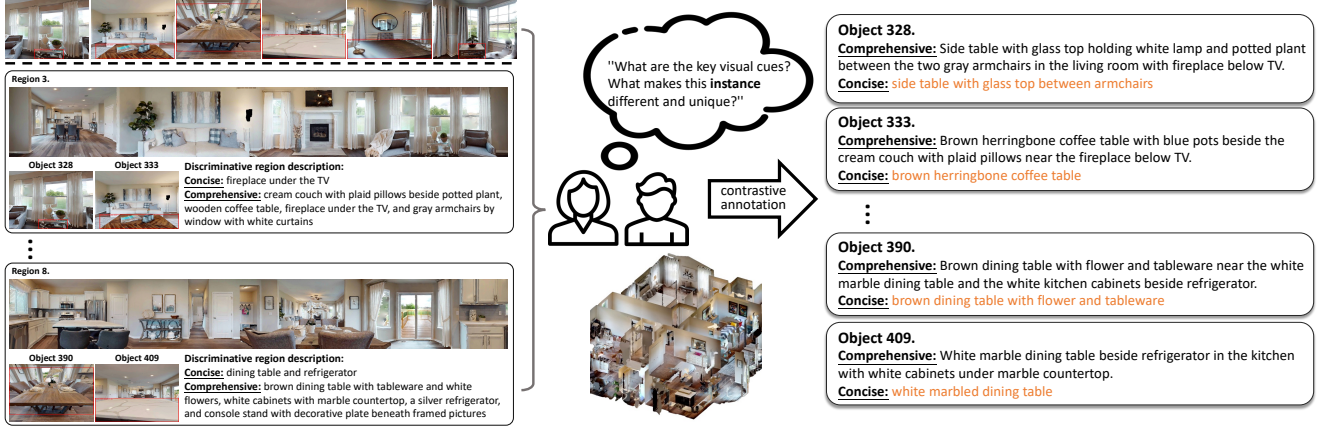 Region 3.
Object 328
Object 333
Discriminative region description:
Concise: fireplace under the TV
Comprehensive: cream couch with plaid pillows beside potted plant,
wooden coffee table, fireplace under the TV, and gray armchairs by
window with white curtains
Region 8.
Object 390
Object 409
Discriminative region description:
Concise: dining table and refrigerator
Comprehensive: brown dining table with tableware and white
flowers, white cabinets with marble countertop, a silver refrigerator,
and console stand with decorative plate beneath framed pictures
"What are the key visual cues?
What makes this instance
different and unique?"
contrastive
annotation
Object 328.
Comprehensive: Side table with glass top holding white lamp and potted plant
between the two gray armchairs in the living room with fireplace below TV.
Concise: side table with glass top between armchairs
Object 333.
Comprehensive: Brown herringbone coffee table with blue pots beside the
cream couch with plaid pillows near the fireplace below TV.
Concise: brown herringbone coffee table
Object 390.
Comprehensive: Brown dining table with flower and tableware near the white
marble dining table and the white kitchen cabinets beside refrigerator.
Concise: brown dining table with flower and tableware
Object 409.
Comprehensive: White marble dining table beside refrigerator in the kitchen
with white cabinets under marble countertop.
Concise: white marbled dining table